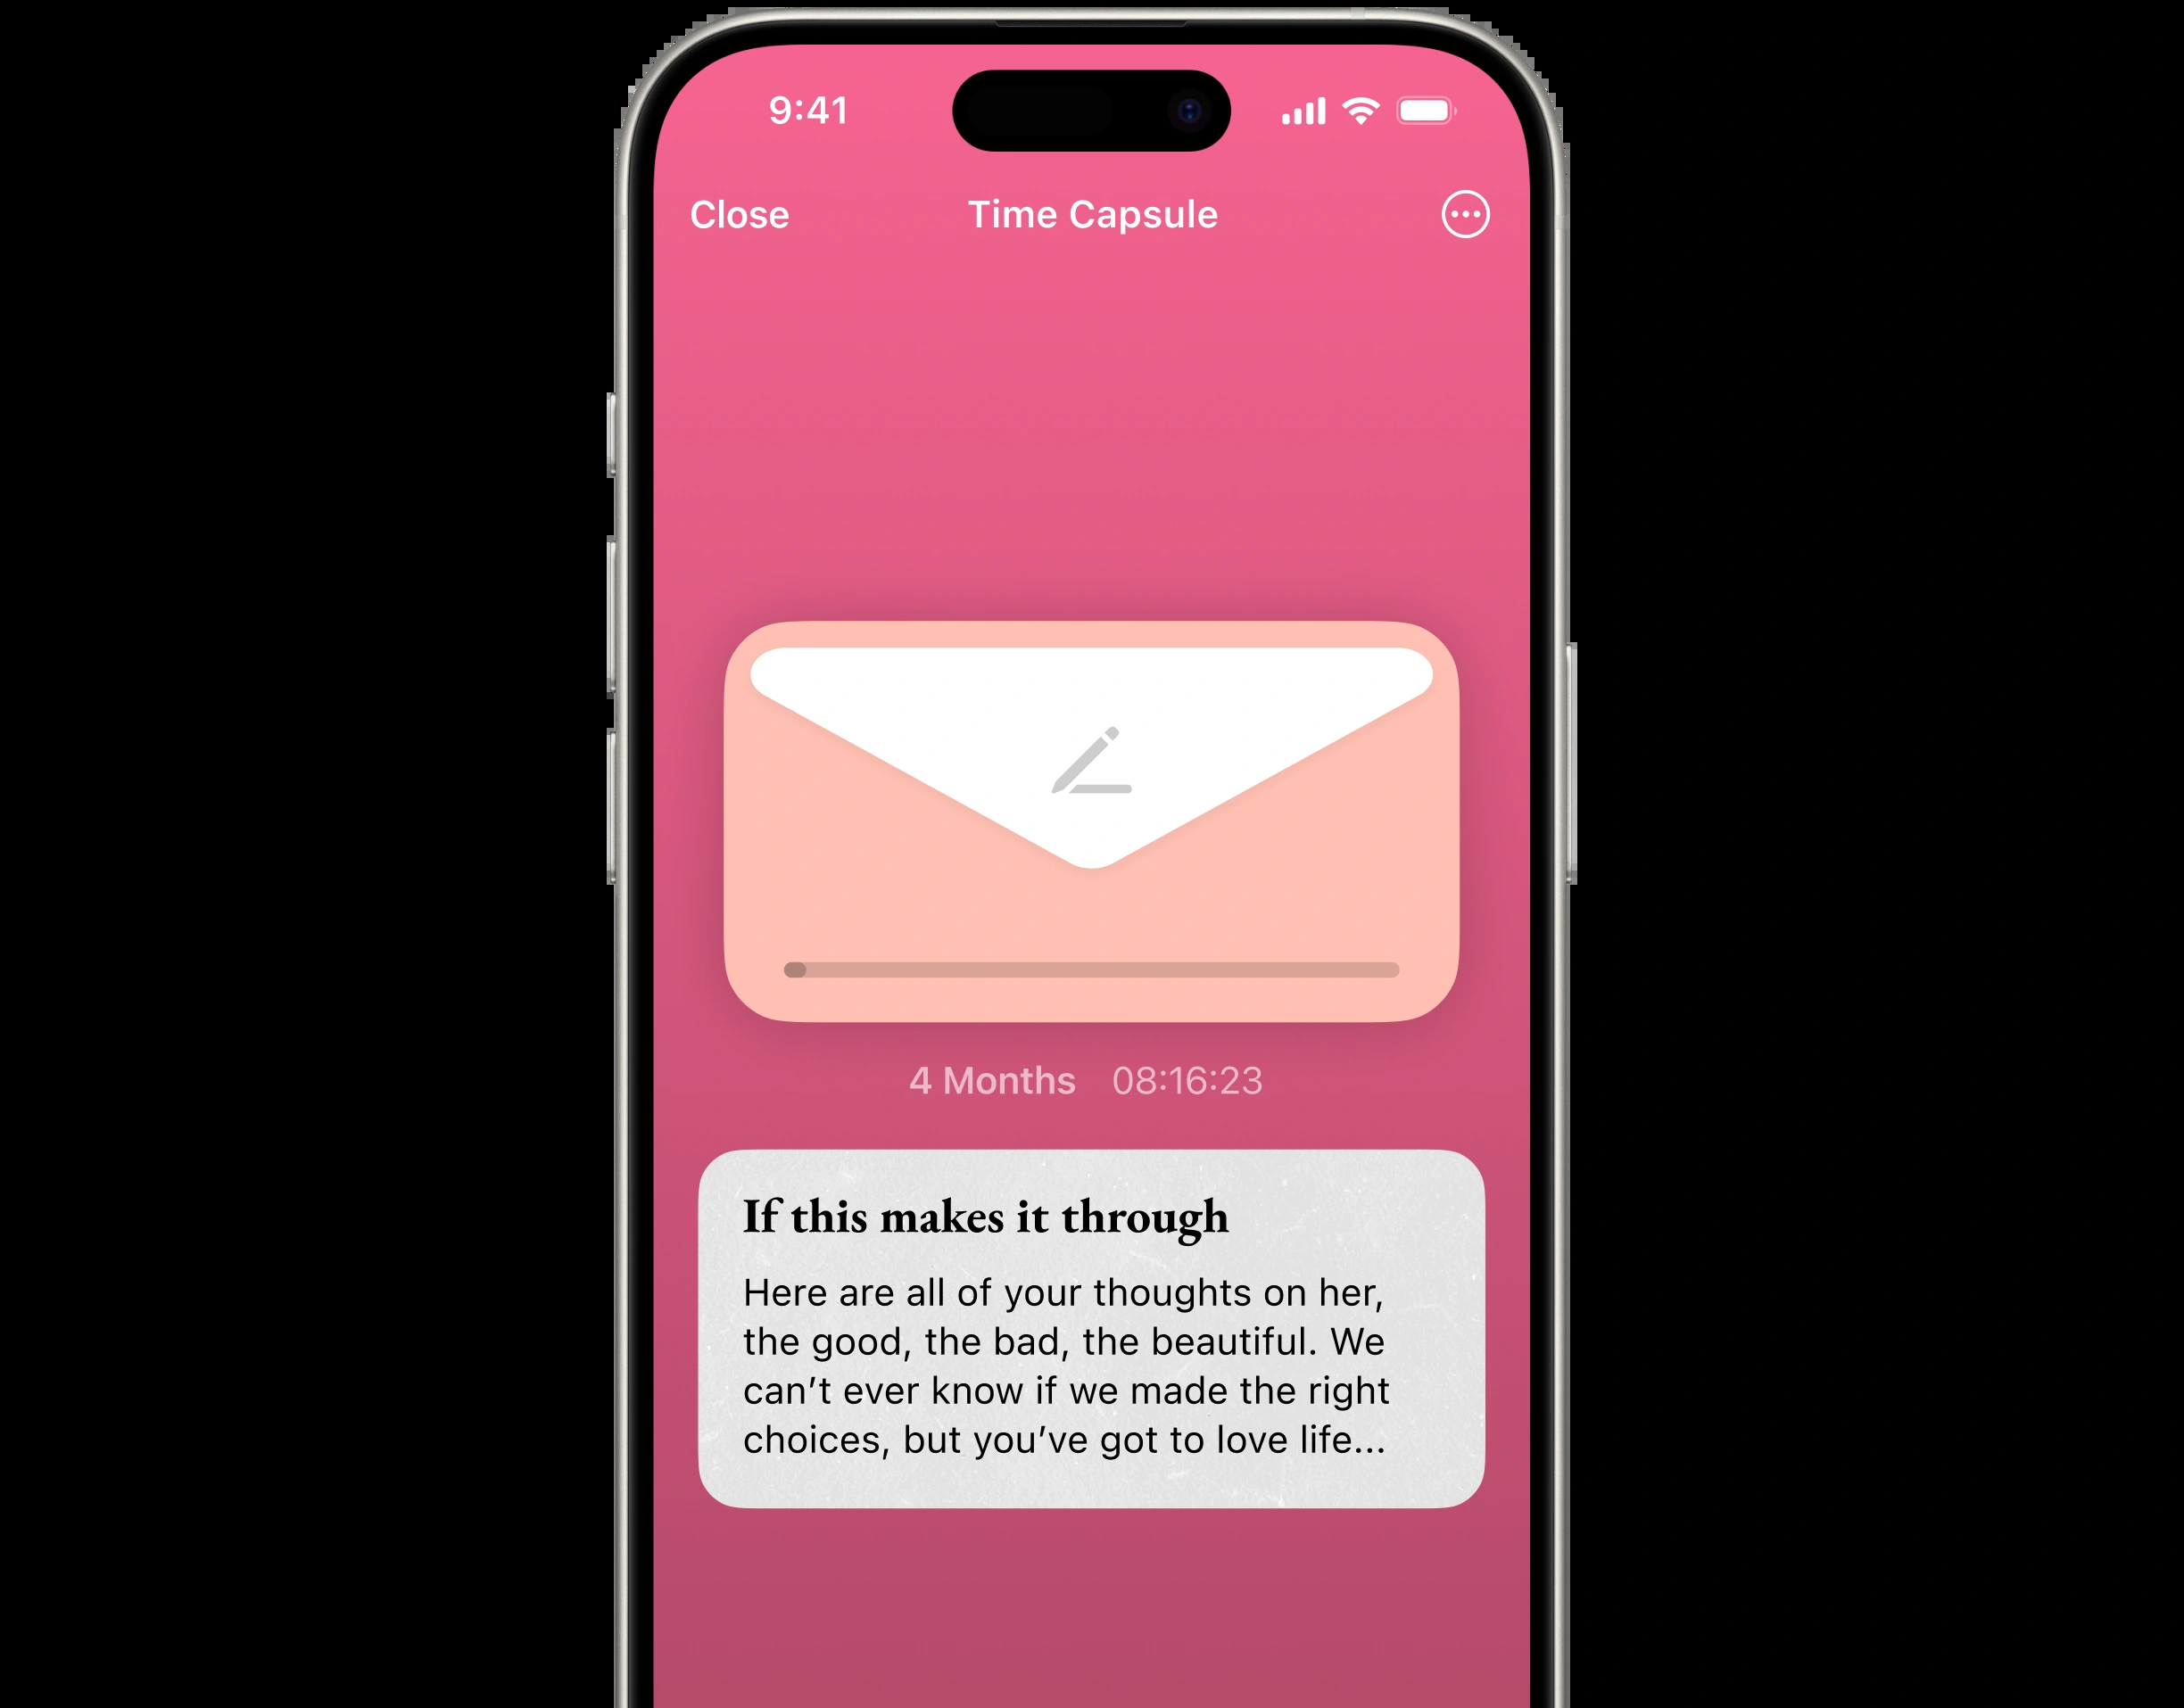 9:41
Close
Time Capsule
4 Months 08:16:23
If this makes it through
Here are all of your thoughts on her,
the good, the bad, the beautiful. We
can’t ever know if we made the right
choices, but you’ve got to love life...